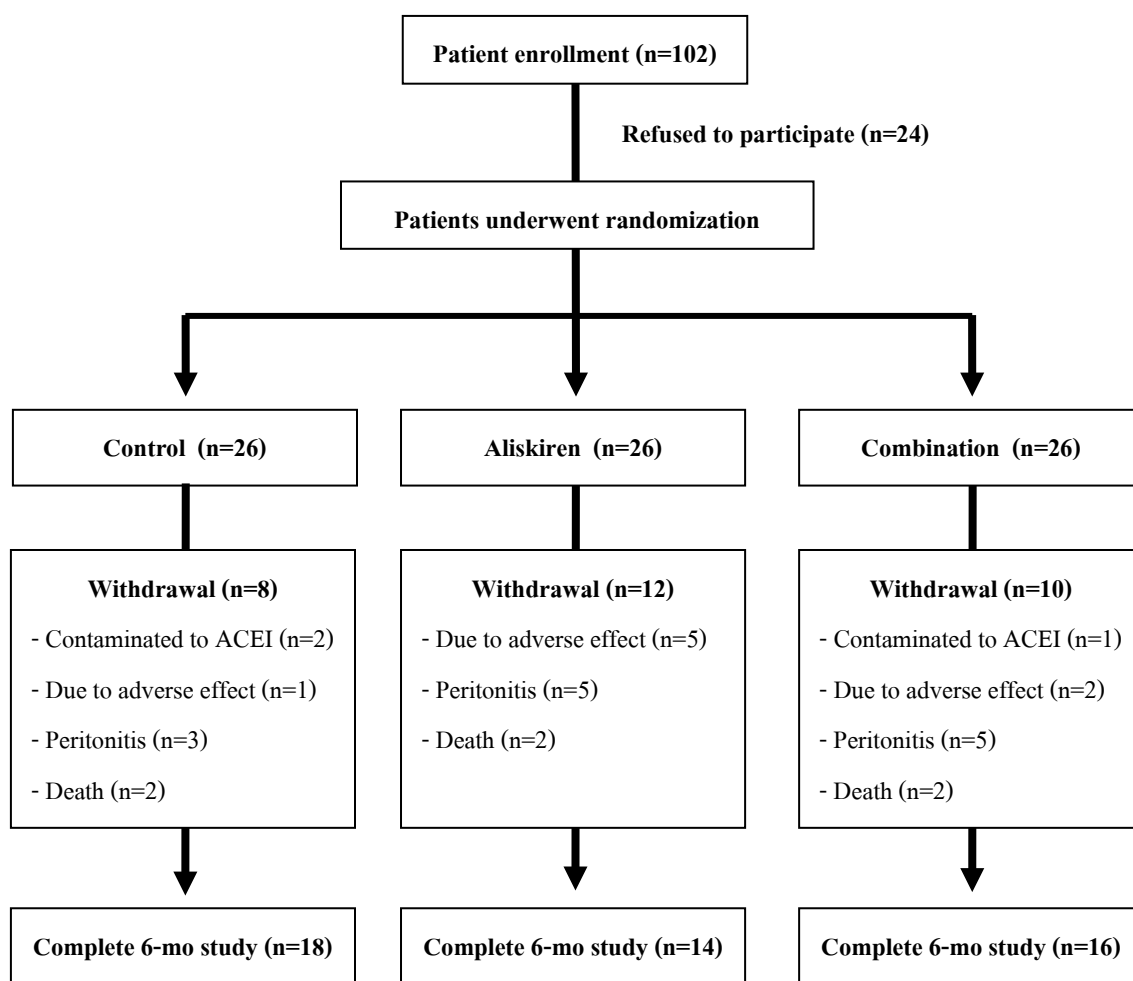 Patient enrollment (n=102)
Refused to participate (n=24)
Patients underwent randomization
Control (n=26)
Aliskiren (n=26)
Combination (n=26)
Withdrawal (n=8)
- Contaminated to ACEI (n=2)
- Due to adverse effect (n=1)
- Peritonitis (n=3)
- Death (n=2)
Withdrawal (n=12)
- Due to adverse effect (n=5)
- Peritonitis (n=5)
- Death (n=2)
Withdrawal (n=10)
- Contaminated to ACEI (n=1)
- Due to adverse effect (n=2)
- Peritonitis (n=5)
- Death (n=2)
Complete 6-mo study (n=18)
Complete 6-mo study (n=14)
Complete 6-mo study (n=16)